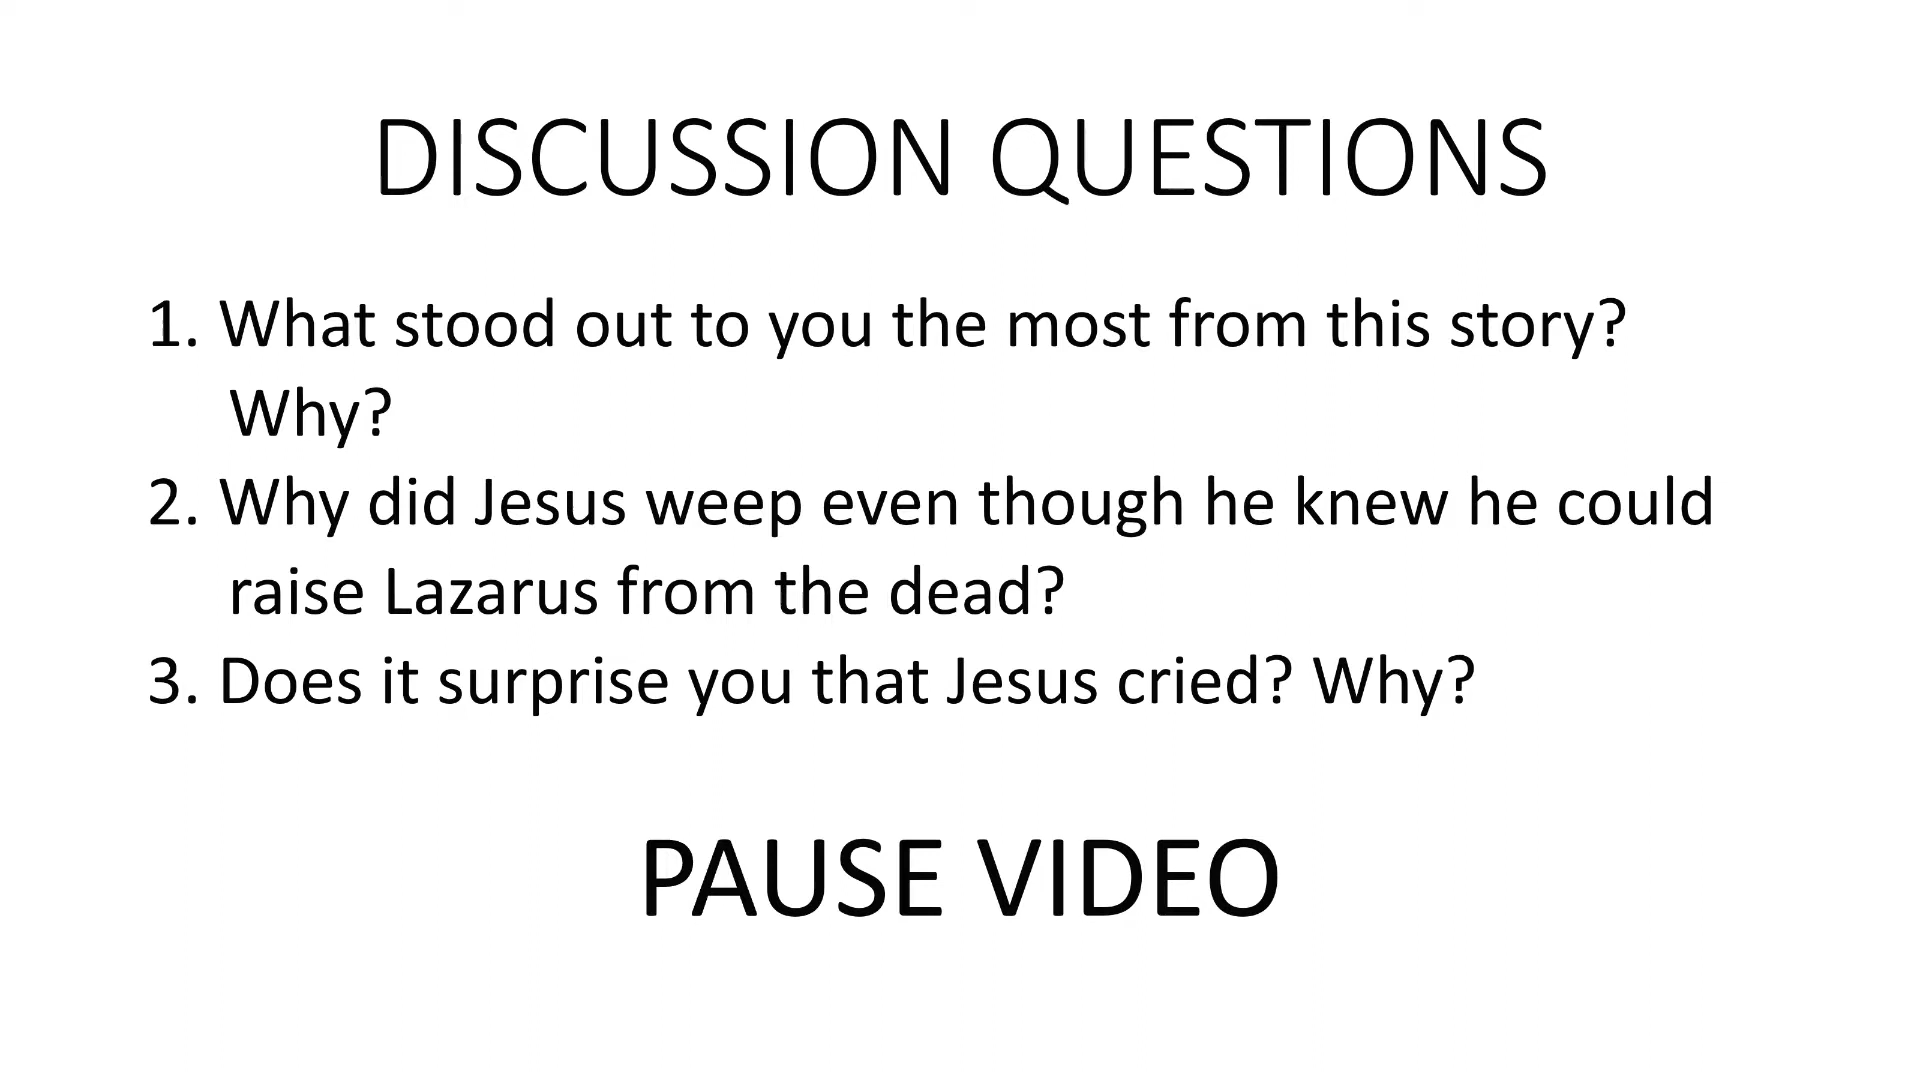 DISCUSSION QUESTIONS
1. What stood out to you the most from this story?
Why?
2. Why did Jesus weep even though he knew he could
raise Lazarus from the dead?
3. Does it surprise you that Jesus cried? Why?
PAUSE VIDEO